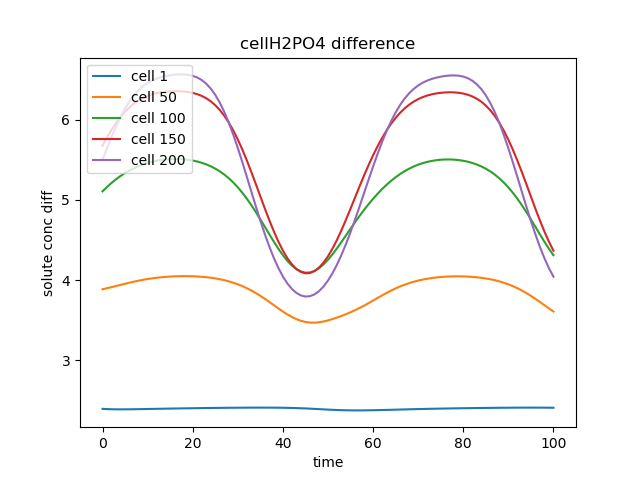 cellH2PO4 difference
cell 1
cell 50
cell 100
cell 150
cell 200
6
5
4
3
solute conc diff
0 20 40 60 80 100
time